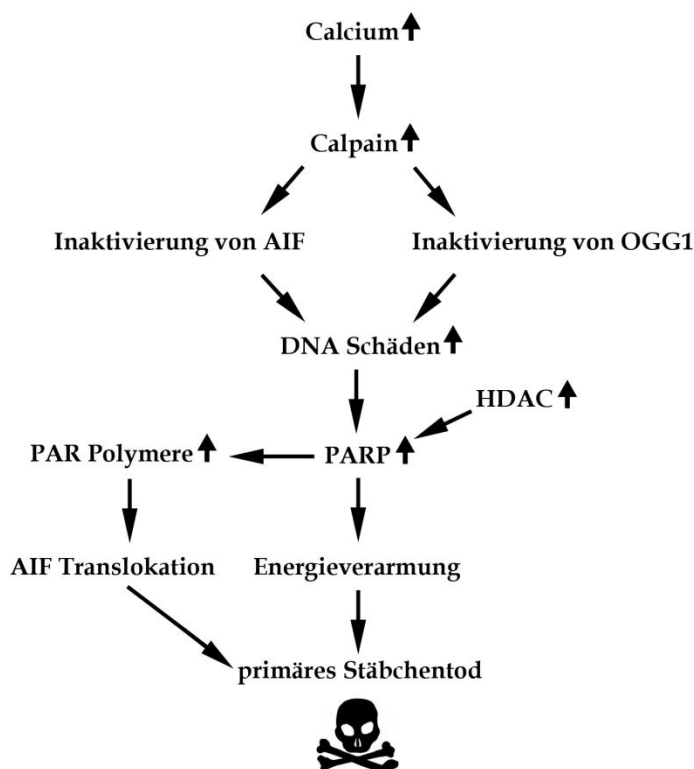 Calcium
Calpain
Inaktivierung von AIF
Inaktivierung von OGG1
DNA Schäden
HDAC
PAR Polymere
PARP
AIF Translokation
Energieverarmung
primäres Stäbchentod